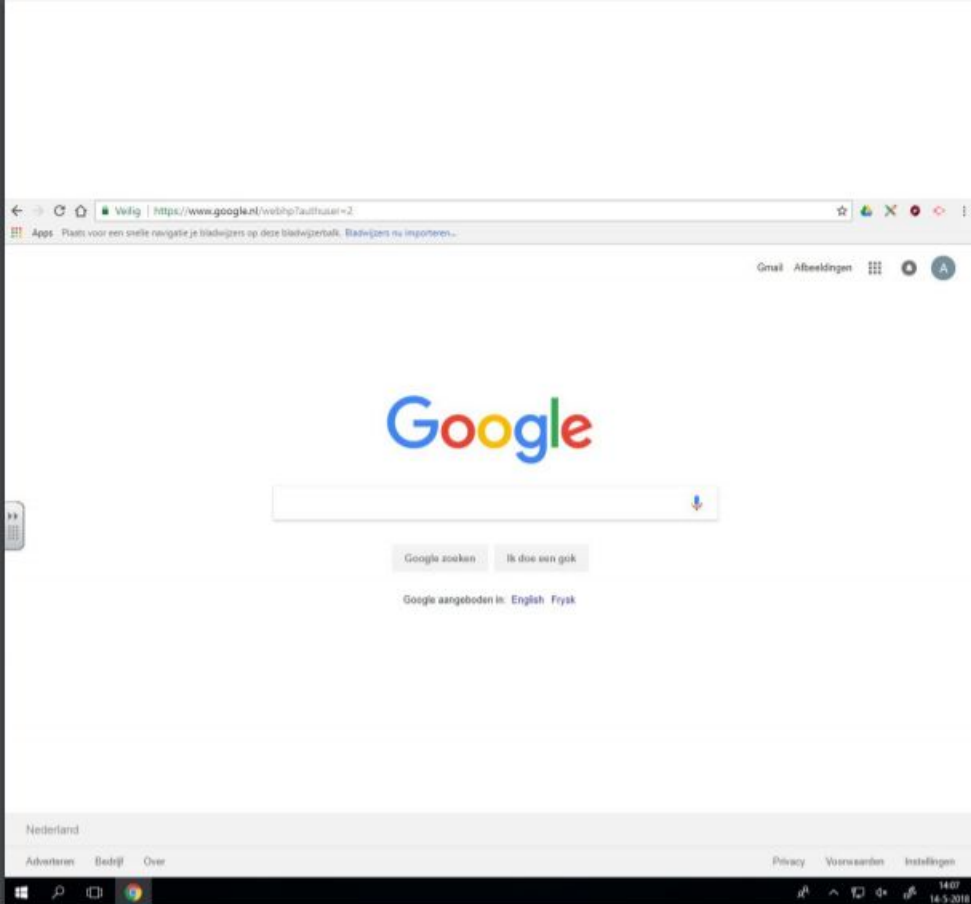 Veilig | https://www.google.nl/webhp?authuser=2
Apps Plaats voor een snelle navigatie je bladwijzers op deze bladwijzerbalk. Bladwijzers nu importeren...
Gmail Afbeeldingen A
Google
Google zoeken Ik doe een gok
Google aangeboden in: English Frysk
Nederland
Adverteren Bedrijf Over Privacy Voorwaarden Instellingen
14:07
14-5-2018